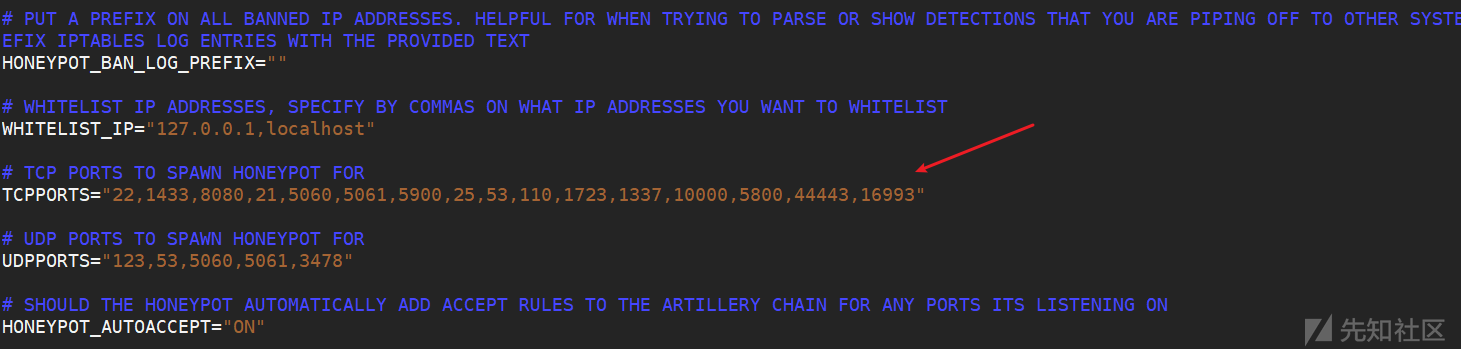 # PUT A PREFIX ON ALL BANNED IP ADDRESSES. HELPFUL FOR WHEN TRYING TO PARSE OR SHOW DETECTIONS THAT YOU ARE PIPING OFF TO OTHER SYSTE
EFIX IPTABLES LOG ENTRIES WITH THE PROVIDED TEXT
HONEYPOT_BAN_LOG_PREFIX=""
# WHITELIST IP ADDRESSES, SPECIFY BY COMMAS ON WHAT IP ADDRESSES YOU WANT TO WHITELIST
WHITELIST_IP="127.0.0.1,localhost"
# TCP PORTS TO SPAWN HONEYPOT FOR
TCPPORTS="22,1433,8080,21,5060,5061,5900,25,53,110,1723,1337,10000,5800,44443,16993"
# UDP PORTS TO SPAWN HONEYPOT FOR
UDPPORTS="123,53,5060,5061,3478"
# SHOULD THE HONEYPOT AUTOMATICALLY ADD ACCEPT RULES TO THE ARTILLERY CHAIN FOR ANY PORTS ITS LISTENING ON
HONEYPOT_AUTOACCEPT="ON"
先知社区